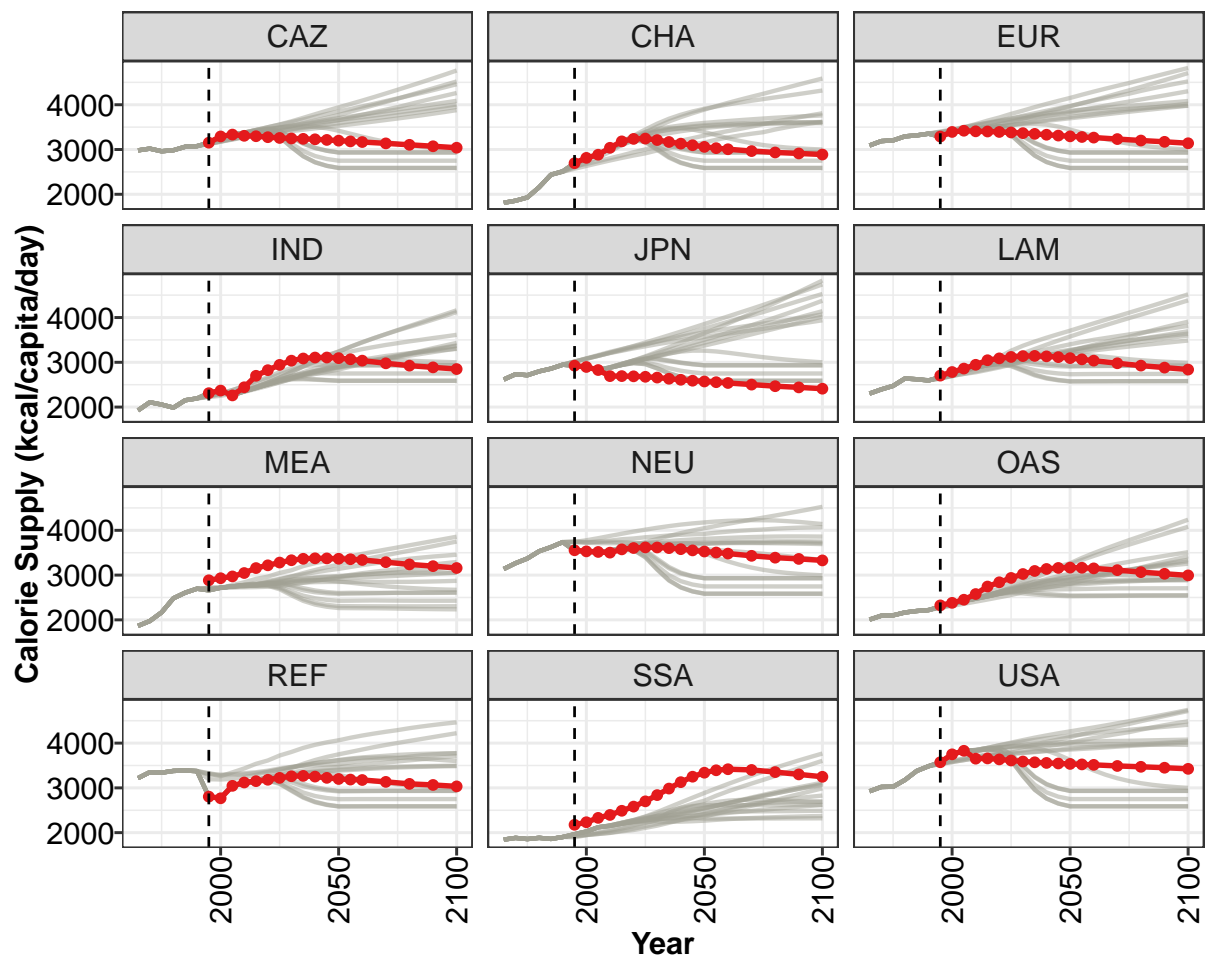 CAZ CHA EUR
4000
3000
2000
IND JPN LAM
4000
3000
2000
MEA NEU OAS
4000
3000
2000
REF SSA USA
4000
3000
2000
Calorie Supply (kcal/capita/day)
2000 2050 2100 2000 2050 2100 2000 2050 2100
Year